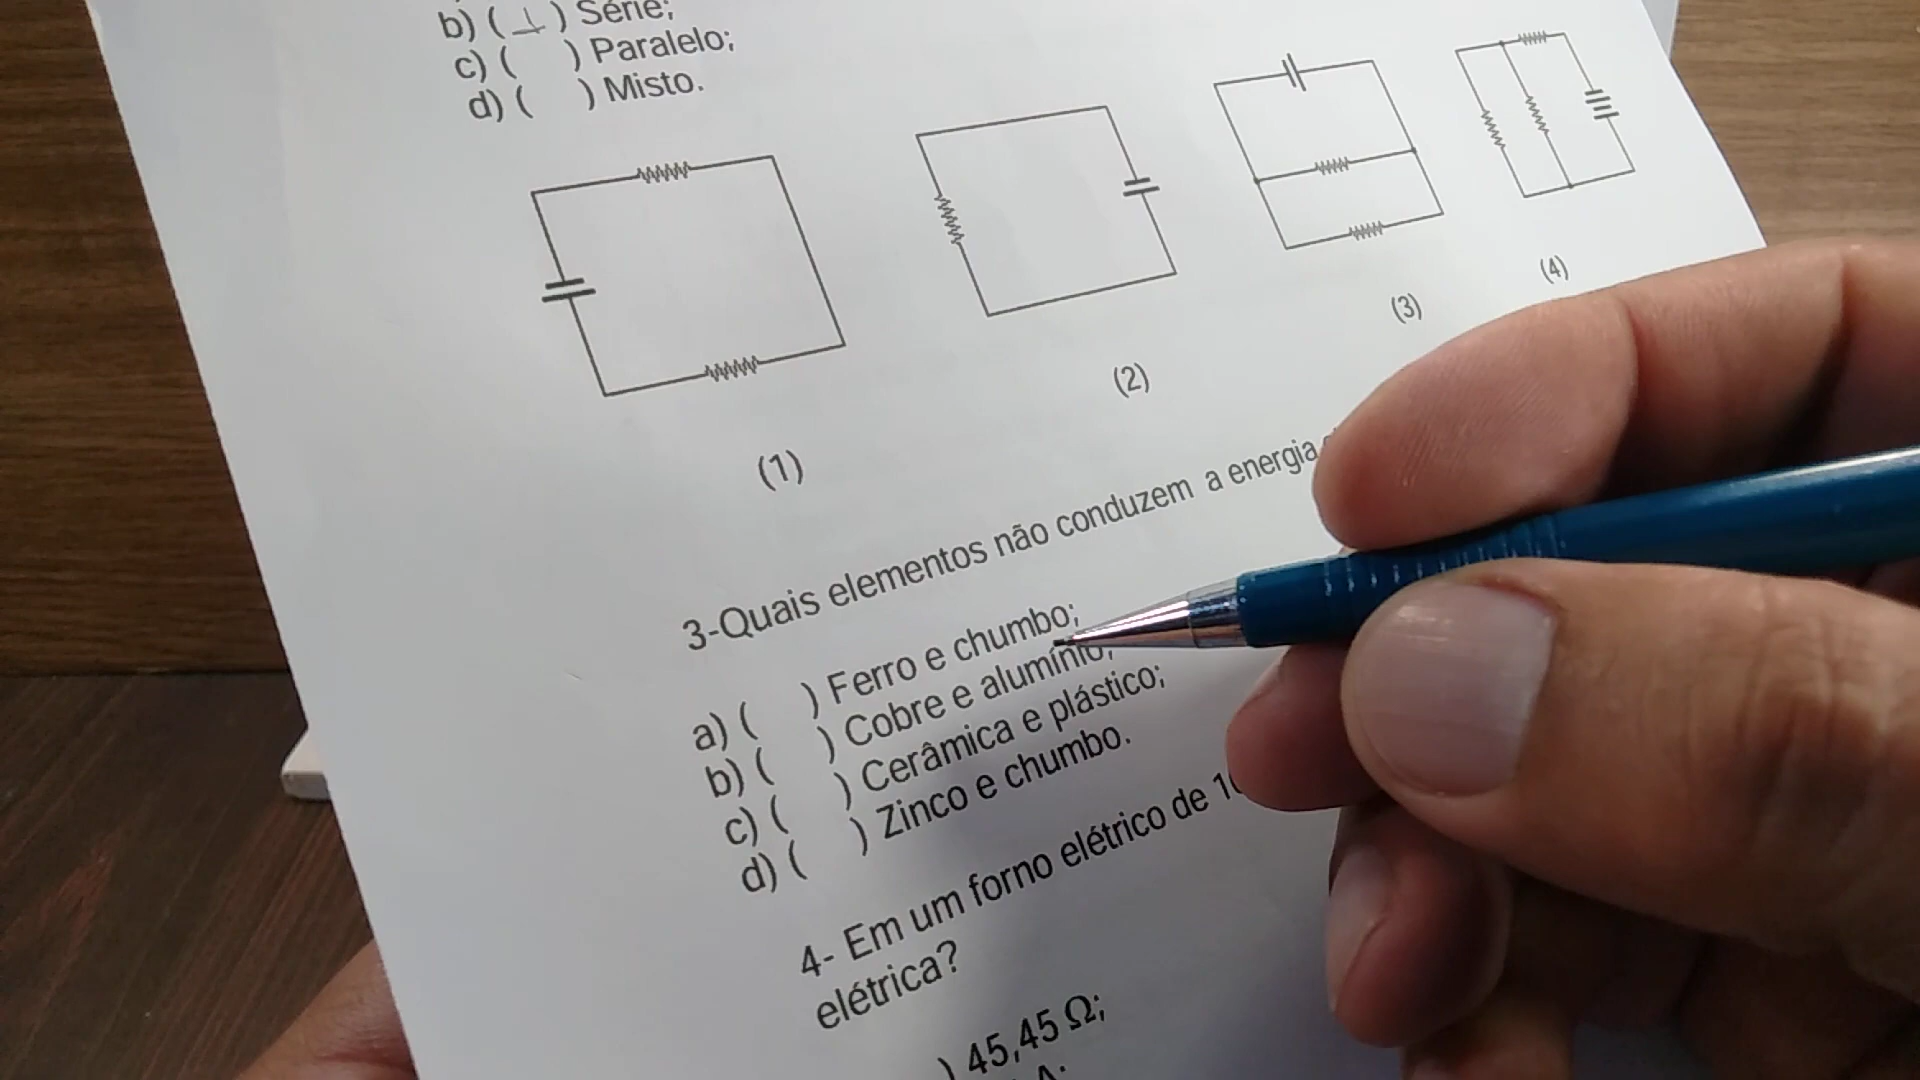 b) ( 1 ) Série;
c) ( ) Paralelo;
d) ( ) Misto.
(1)
(2)
(3)
(4)
3-Quais elementos não conduzem a energia
a) ( ) Ferro e chumbo;
b) ( ) Cobre e alumínio;
c) ( ) Cerâmica e plástico;
d) ( ) Zinco e chumbo.
4- Em um forno elétrico de
elétrica?
) 45,45 Ω;
A;